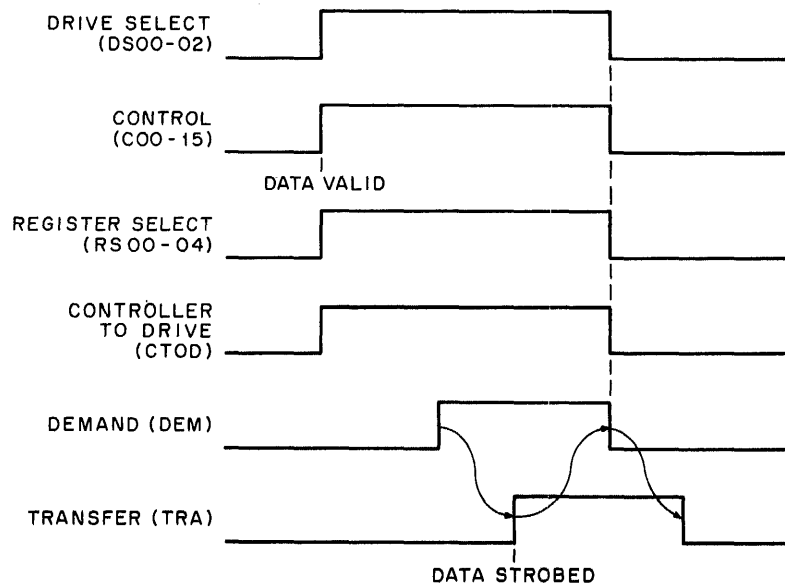 DRIVE SELECT
(DS00-02)
CONTROL
(C00-15)
DATA VALID
REGISTER SELECT
(RS00-04)
CONTROLLER
TO DRIVE
(CTOD)
DEMAND (DEM)
TRANSFER (TRA)
DATA STROBED